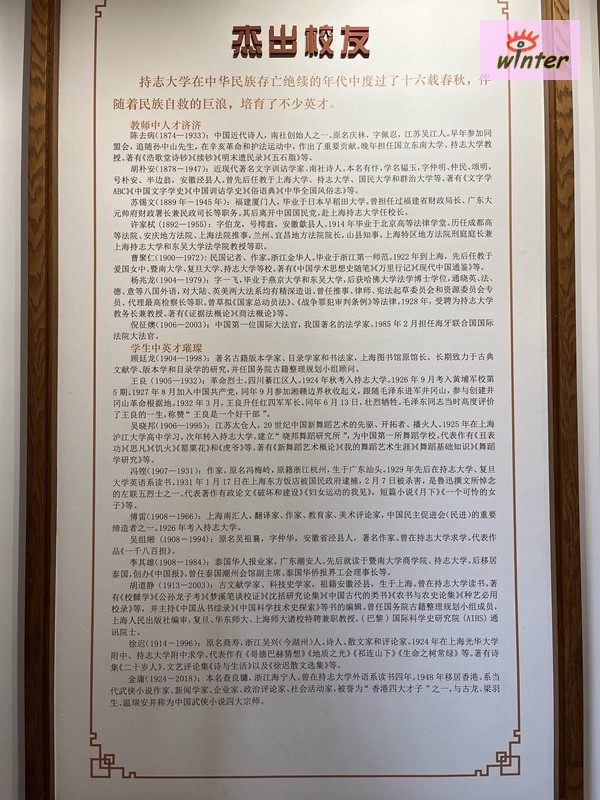 杰出校友
winter
持志大学在中华民族存亡绝续的年代中度过了十六载春秋，伴
随着民族自救的巨浪，培育了不少英才。
教师中人才济济
陈去病(1874—1933)：中国近代诗人，南社创始人之一。原名庆林，字佩忍，江苏吴江人。早年参加同
盟会，追随孙中山先生，在辛亥革命和护法运动中，作出了重要贡献。晚年担任国立东南大学、持志大学教
授。著有《浩歌堂诗钞》《续钞》《明末遗民录》《五石脂》等。
胡朴安(1878—1947)：近现代著名文字训诂学家、南社诗人。本名有忭，学名韫玉，字仲明、仲民、颂明，
号朴安、半边翁，安徽泾县人。曾先后任教于上海大学、持志大学、国民大学和群治大学等。著有《文字学
ABC》《中国文字学史》《中国训诂学史》《俗语典》《中华全国风俗志》等。
苏锡文(1889年-1945年)：福建厦门人，毕业于日本早稻田大学，曾任过福建省财政局长、广东大
元帅府财政署长兼民政司长等职务。其后离开中国国民党，赴上海持志大学任校长。
许家栻(1892—1955)；字伯龙，号樗翁，安徽歙县人。1914年毕业于北京高等法律学堂。历任成都高
等法院、安庆地方法院、上海法院推事，兰州、宜昌地方法院院长，山县知事，上海特区地方法院刑庭庭长兼
上海持志大学和东吴大学法学院教授等职。
曹聚仁(1900—1972)：民国记者、作家，浙江金华人。毕业于浙江第一师范，1922年到上海，先后任教于
爱国女中、暨南大学、复旦大学、持志大学等校。著有《中国学术思想史随笔》《万里行记》《现代中国通鉴》等。
杨兆龙(1904—1979)：字一飞，毕业于燕京大学和东吴大学，后获哈佛大学法学博士学位，通晓英、法、
德、意等八国外语，对大陆、英美两大法系均有精深造诣。曾任推事、律师、宪法起草委员会和资源委员会专
员、代理最高检察长等职。曾草拟《国家总动员法》、《战争罪犯审判条例》等法律。1928年，受聘为持志大学
教务长兼教授。著有《证据法概论》《商法概论》等。
倪征𣋉(1906—2003)：中国第一位国际大法官，我国著名的法学家。1985年2月担任海牙联合国国际
法院大法官。
学生中英才璀璨
顾廷龙(1904—1998)：著名古籍版本学家、目录学家和书法家，上海图书馆原馆长。长期致力于古典
文献学、版本学和目录学的研究，并任国务院古籍整理规划小组顾问。
王良(1905—1932)：革命烈士。四川綦江区人。1924年秋考入持志大学。1926年9月考入黄埔军校第
5期。1927年8月加入中国共产党，同年9月参加湘赣边界秋收起义，跟随毛泽东进军井冈山，参与创建井
冈山革命根据地。1932年3月，王良升任红四军军长。同年6月13日，壮烈牺牲。毛泽东同志当时高度评价
了王良的一生，称赞“王良是一个好干部”。
吴晓邦(1906—1995)：江苏太仓人，20世纪中国新舞蹈艺术的先驱、开拓者、播火人。1925年在上海
沪江大学高中学习，次年转入持志大学。建立“晓邦舞蹈研究所”，为中国第一所舞蹈学校。代表作有《丑表
功》《思凡》《饥火》《罂粟花》和《虎爷》等。著有《新舞蹈艺术概论》《我的舞蹈艺术生涯》《舞蹈基础知识》《舞蹈
学研究》等。
冯铿(1907—1931)：作家，原名冯梅岭，原籍浙江杭州，生于广东汕头。1929年先后在持志大学、复旦
大学英语系读书。1931年1月17日在上海东方饭店被国民政府逮捕，2月7日被杀害，是鲁迅撰文所悼念
的左联五烈士之一。代表著作有政论文《破坏和建设》《妇女运动的我见》，短篇小说《月下》《一个可怜的女
子》等。
傅雷(1908—1966)：上海南汇人，翻译家、作家、教育家、美术评论家，中国民主促进会(民进)的重要
缔造者之一。1926年考入持志大学。
吴组缃(1908—1994)：原名吴祖襄，字仲华，安徽省泾县人，著名作家。曾在持志大学求学。代表作
品《一千八百担》。
李其雄(1908—1984)：泰国华人报业家，广东潮安人。先后就读于暨南大学商学院、持志大学。后移居
泰国，创办《中国报》。曾任泰国潮州会馆副主席、泰国华侨报界工会理事长等。
胡道静(1913—2003)：古文献学家、科技史学家，祖籍安徽泾县，生于上海。曾在持志大学读书。著
有《校雠学》《公孙龙子考》《梦溪笔谈校证》《沈括研究论集》《中国古代的类书》《农书与农史论集》《种艺必用
校录》等，并主持《中国丛书综录》《中国科学技术史探索》等书的编辑。曾任国务院古籍整理规划小组成员，
上海人民出版社编审，复旦、华东师大、上海师大诸校特聘兼职教授，（巴黎）国际科学史研究院（AIHS）通
讯院士。
徐迟(1914—1996)，原名商寿，浙江吴兴(今湖州)人。诗人、散文家和评论家。1924年在上海光华大学
附中、持志大学附中求学。代表作有《哥德巴赫猜想》《地质之光》《祁连山下》《生命之树常绿》等。著有诗
集《二十岁人》，文艺评论集《诗与生活》以及《徐迟散文选集》等。
金庸(1924-2018)：本名查良镛，浙江海宁人。曾在持志大学外语系读书四年。1948年移居香港。系当
代武侠小说作家、新闻学家、企业家、政治评论家、社会活动家，被誉为“香港四大才子”之一，与古龙、梁羽
生、温瑞安并称为中国武侠小说四大宗师。